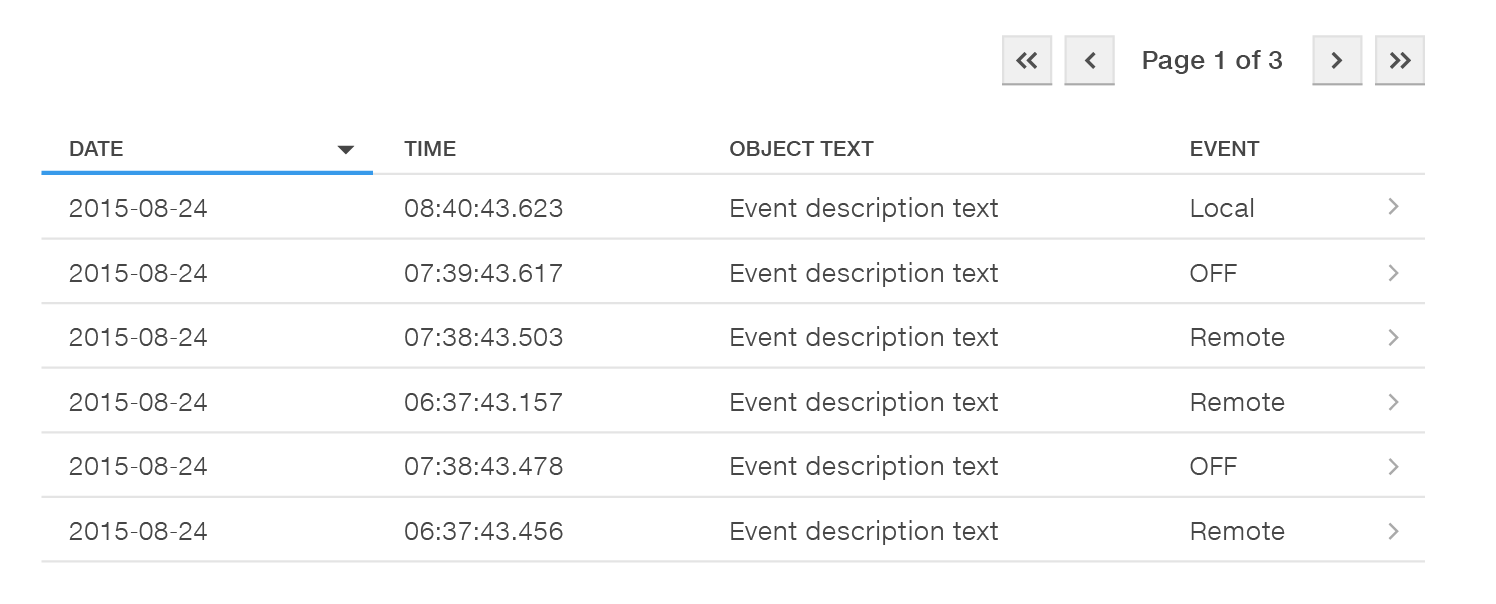 Page 1 of 3
DATE TIME OBJECT TEXT EVENT
2015-08-24 08:40:43.623 Event description text Local
2015-08-24 07:39:43.617 Event description text OFF
2015-08-24 07:38:43.503 Event description text Remote
2015-08-24 06:37:43.157 Event description text Remote
2015-08-24 07:38:43.478 Event description text OFF
2015-08-24 06:37:43.456 Event description text Remote